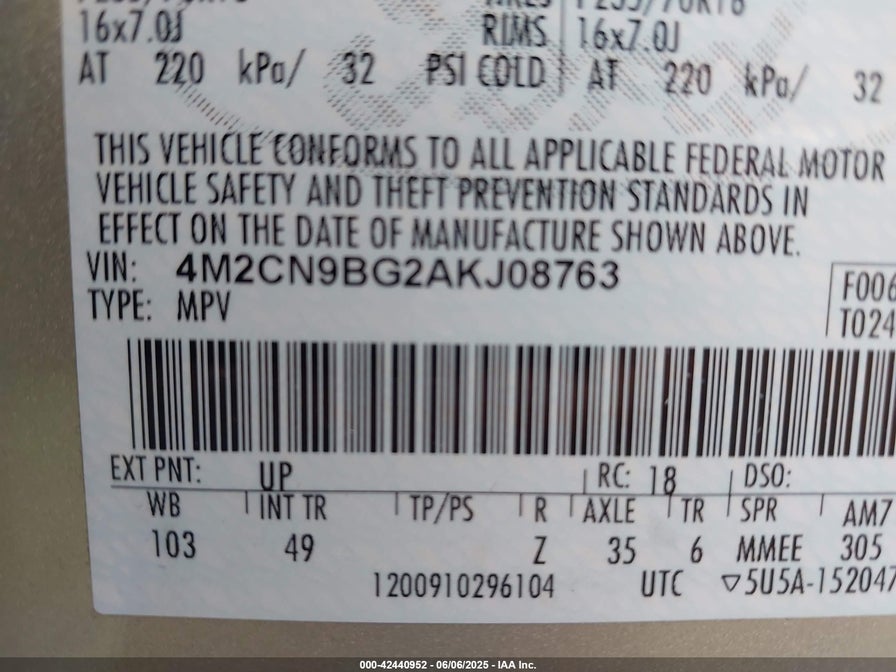 16x7.0J RIMS 16x7.0J
AT 220 kPa/ 32 PSI COLD AT 220 kPa/ 32
THIS VEHICLE CONFORMS TO ALL APPLICABLE FEDERAL MOTOR
VEHICLE SAFETY AND THEFT PREVENTION STANDARDS IN
EFFECT ON THE DATE OF MANUFACTURE SHOWN ABOVE.
VIN: 4M2CN9BG2AKJ08763
F006
TYPE: MPV
T024
EXT PNT: UP RC: 18 DSO:
WB INT TR TP/PS R AXLE TR SPR AM7
103 49 Z 35 6 MMEE 305
1200910296104 UTC ▽5U5A-152047
000-42440952 - 06/06/2025 - IAA Inc.